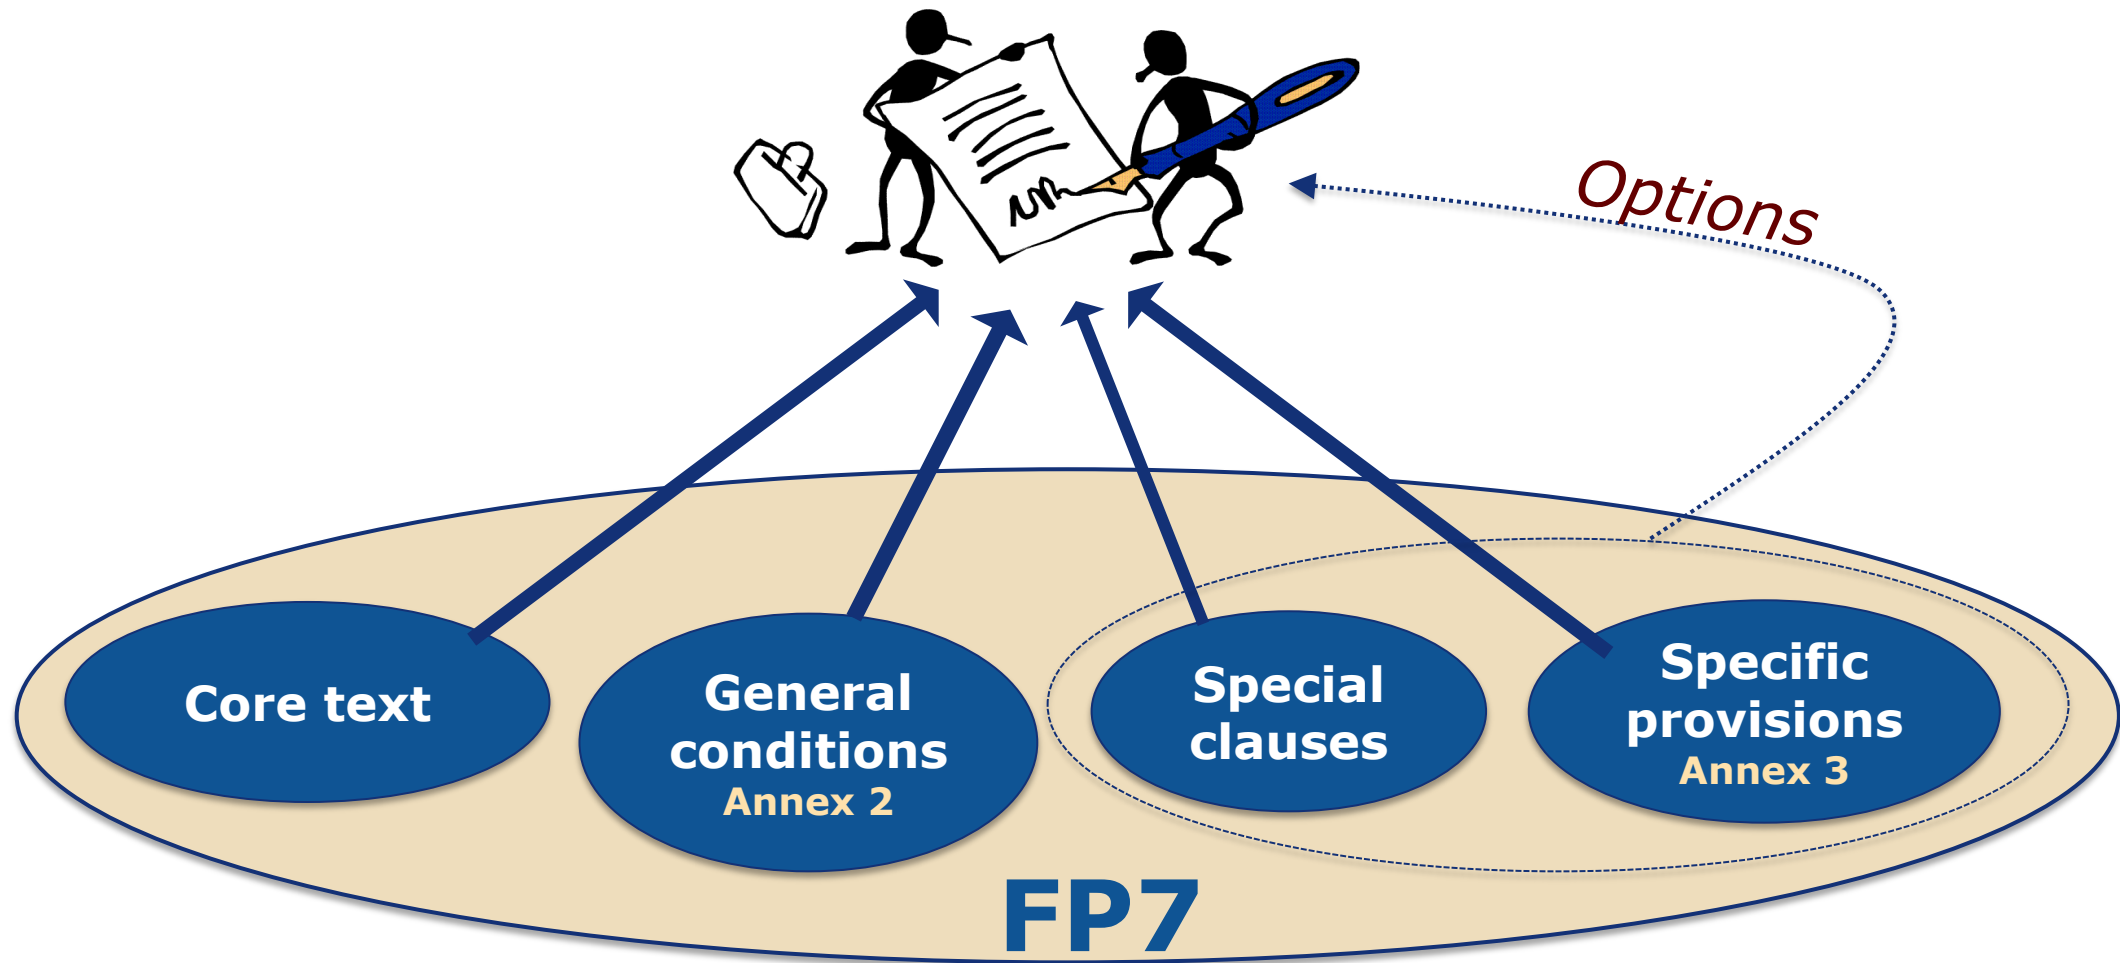 Options
Core text
General
conditions
Annex 2
Special
clauses
Specific
provisions
Annex 3
FP7